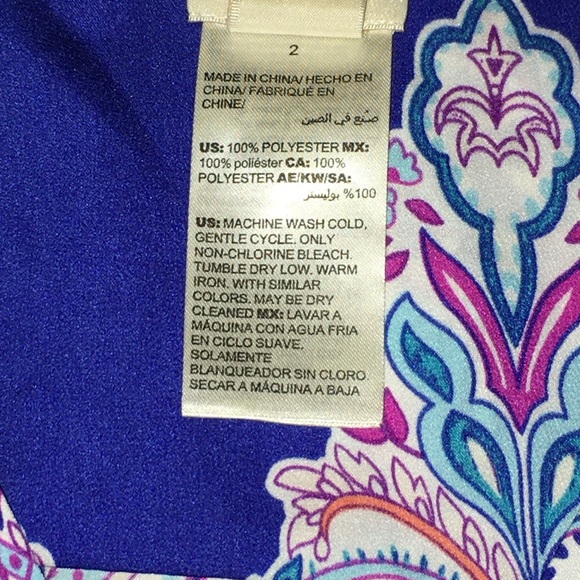 2
MADE IN CHINA/ HECHO EN
CHINA/ FABRIQUÉ EN
CHINE/
صنع في الصين
US: 100% POLYESTER MX:
100% poliéster CA: 100%
POLYESTER AE/KW/SA:
100% بوليستر
US: MACHINE WASH COLD,
GENTLE CYCLE. ONLY
NON-CHLORINE BLEACH.
TUMBLE DRY LOW. WARM
IRON. WITH SIMILAR
COLORS. MAY BE DRY
CLEANED MX: LAVAR A
MÁQUINA CON AGUA FRIA
EN CICLO SUAVE.
SOLAMENTE
BLANQUEADOR SIN CLORO.
SECAR A MÁQUINA A BAJA